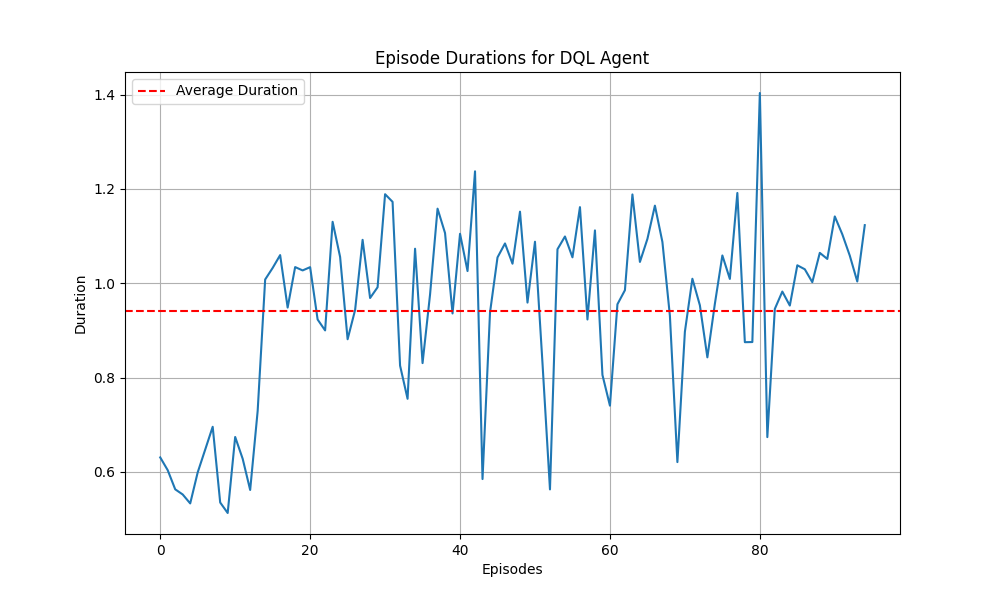 Episode Durations for DQL Agent
Average Duration
1.4
1.2
1.0
0.8
0.6
Duration
0 20 40 60 80
Episodes